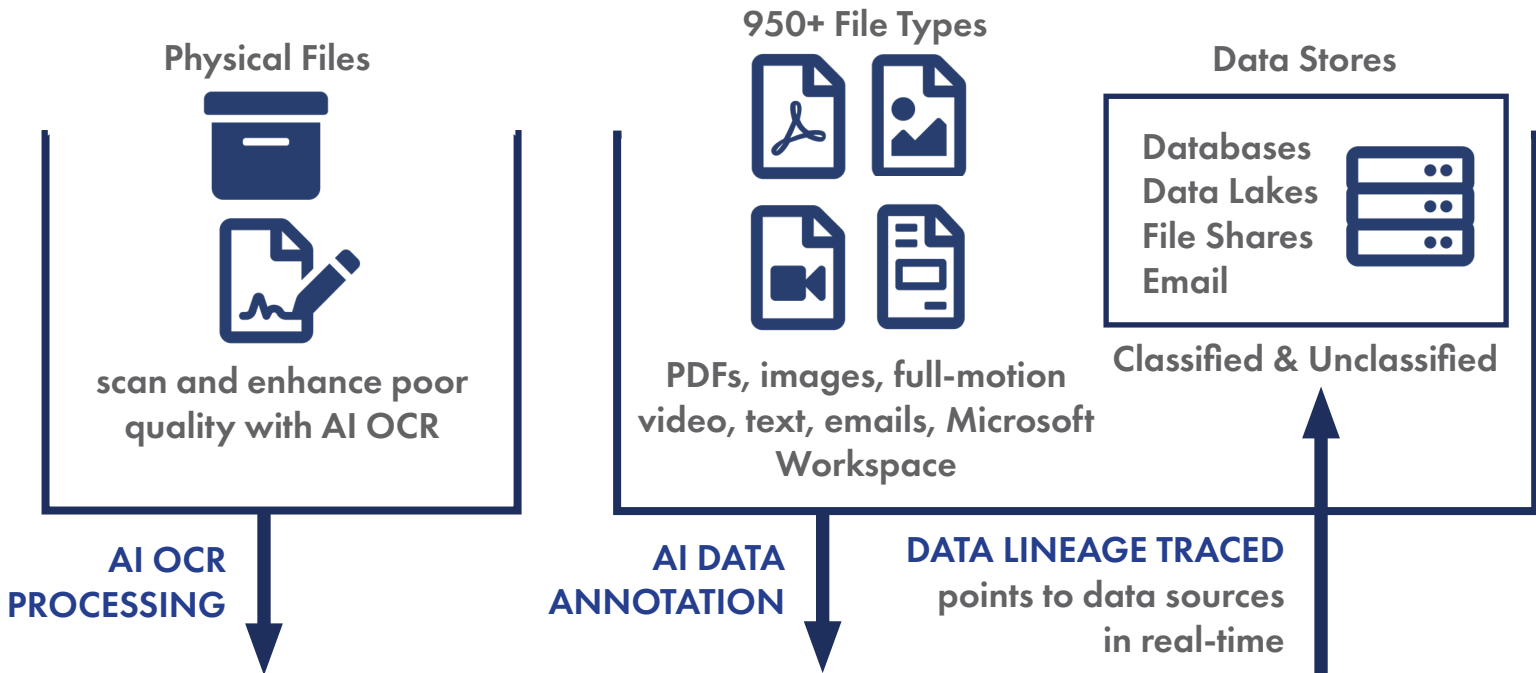 Physical Files
scan and enhance poor
quality with AI OCR
950+ File Types
PDFs, images, full-motion
video, text, emails, Microsoft
Workspace
Data Stores
Databases
Data Lakes
File Shares
Email
Classified & Unclassified
AI OCR
PROCESSING
AI DATA
ANNOTATION
DATA LINEAGE TRACED
points to data sources
in real-time